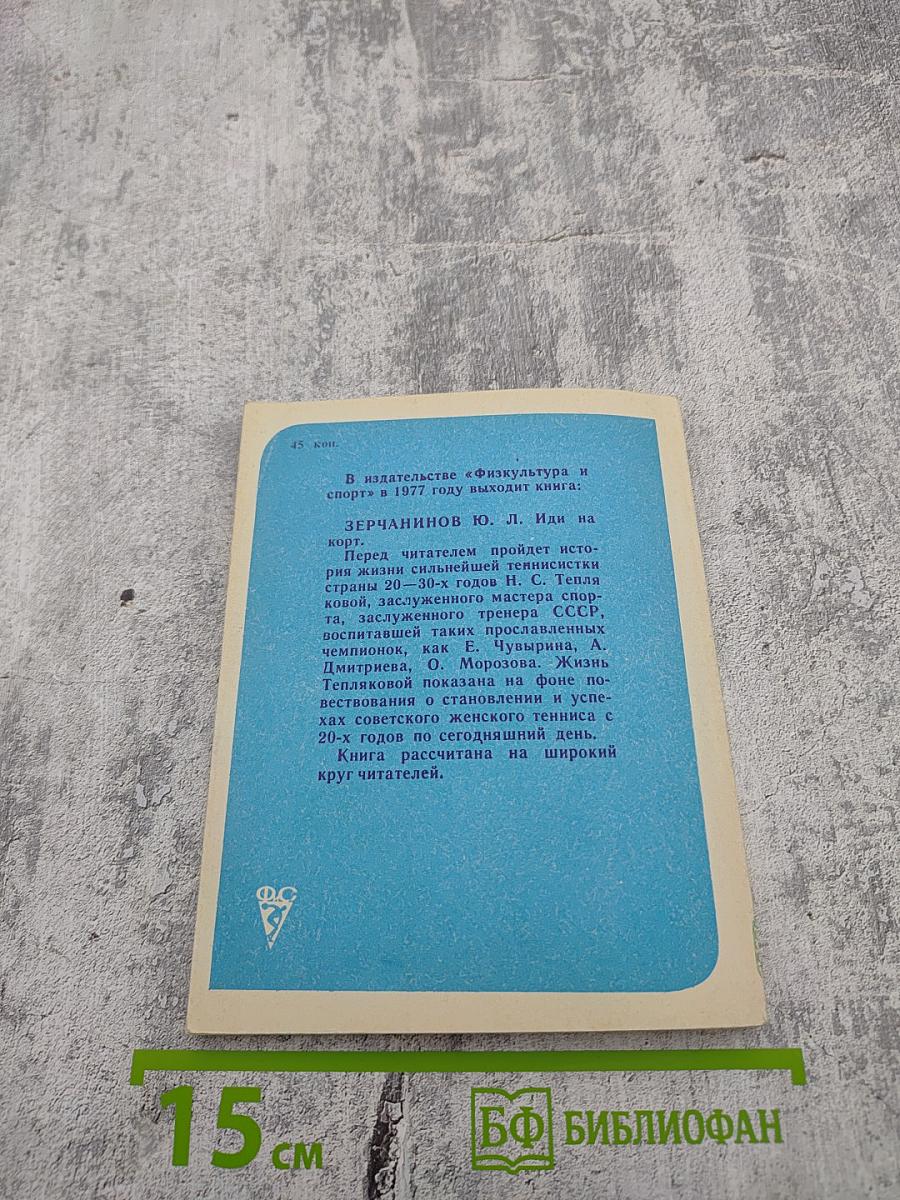 45 коп.
В издательстве «Физкультура и
спорт» в 1977 году выходит книга:
ЗЕРЧАНИНОВ Ю. Л. Иди на
корт.
Перед читателем пройдет исто-
рия жизни сильнейшей теннисистки
страны 20—30-х годов Н. С. Тепля
ковой, заслуженного мастера спор-
та, заслуженного тренера СССР,
воспитавшей таких прославленных
чемпионок, как Е. Чувырина, А.
Дмитриева, О. Морозова. Жизнь
Тепляковой показана на фоне по-
вествования о становлении и успе-
хах советского женского тенниса с
20-х годов по сегодняшний день.
Книга рассчитана на широкий
круг читателей.
Ф.С
15 см
БФ БИБЛИОФАН